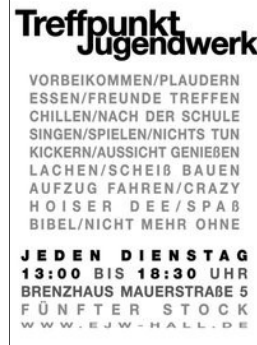 Treffpunkt
Jugendwerk
VORBEIKOMMEN/PLAUDERN
ESSEN/FREUNDE TREFFEN
CHILLEN/NACH DER SCHULE
SINGEN/SPIELEN/NICHTS TUN
KICKERN/AUSSICHT GENIEßEN
LACHEN/SCHEIß BAUEN
AUFZUG FAHREN/CRAZY
HOISER DEE/SPAß
BIBEL/NICHT MEHR OHNE
JEDEN DIENSTAG
13:00 BIS 18:30 UHR
BRENZHAUS MAUERSTRAßE 5
FÜNFTER STOCK
WWW.EJW-HALL.DE